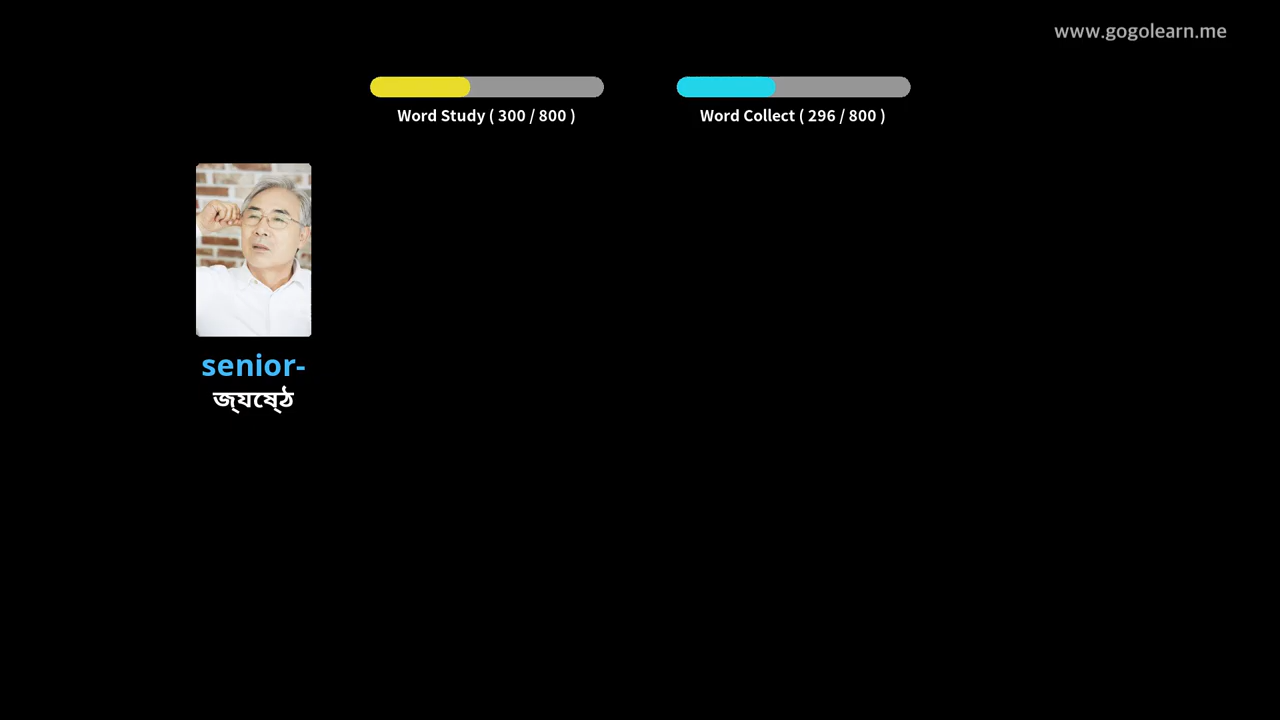 www.gogolearn.me
Word Study ( 300 / 800 )
Word Collect ( 296 / 800 )
senior-
জ্যেষ্ঠ